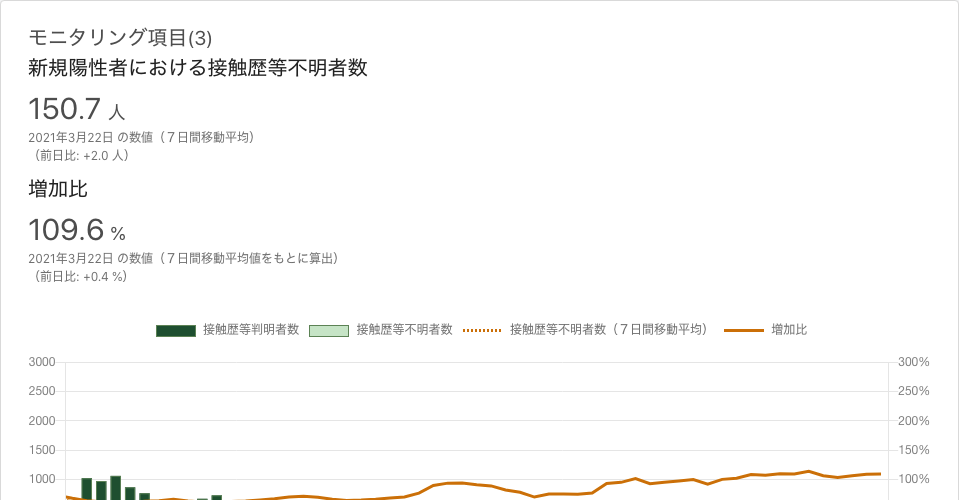 モニタリング項目(3)
新規陽性者における接触歴等不明者数
150.7 人
2021年3月22日 の数値（７日間移動平均）
（前日比: +2.0 人）
増加比
109.6 %
2021年3月22日 の数値（７日間移動平均値をもとに算出）
（前日比: +0.4 %）
接触歴等判明者数 接触歴等不明者数 接触歴等不明者数（７日間移動平均） 増加比
3000 300%
2500 250%
2000 200%
1500 150%
1000 100%